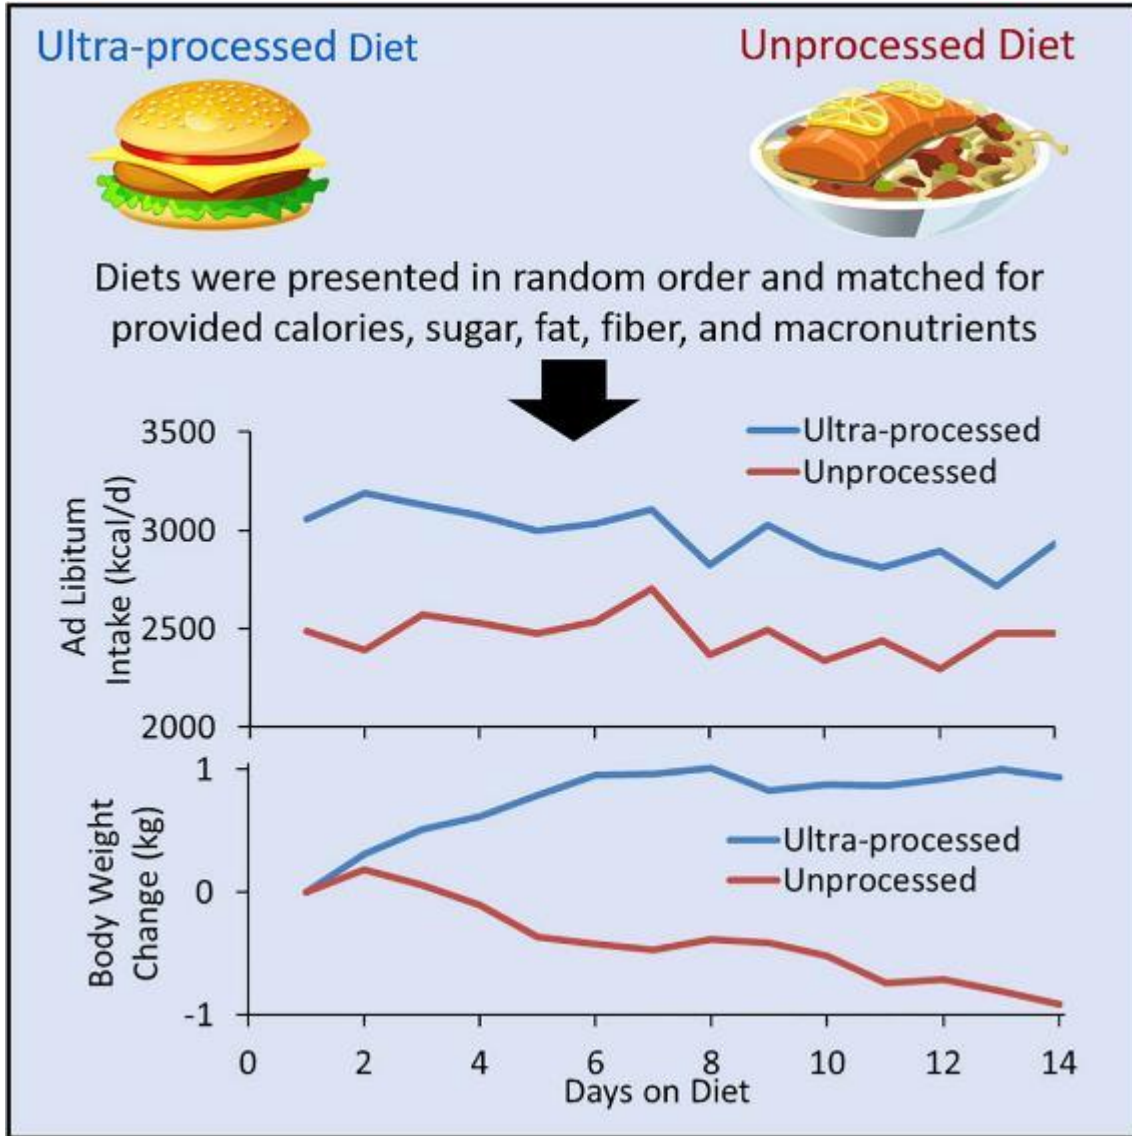 Ultra-processed Diet
Unprocessed Diet
Diets were presented in random order and matched for
provided calories, sugar, fat, fiber, and macronutrients
Ad Libitum
Intake (kcal/d)
3500
3000
2500
2000
Ultra-processed
Unprocessed
Body Weight
Change (kg)
1
0
-1
Ultra-processed
Unprocessed
0 2 4 6 8 10 12 14
Days on Diet